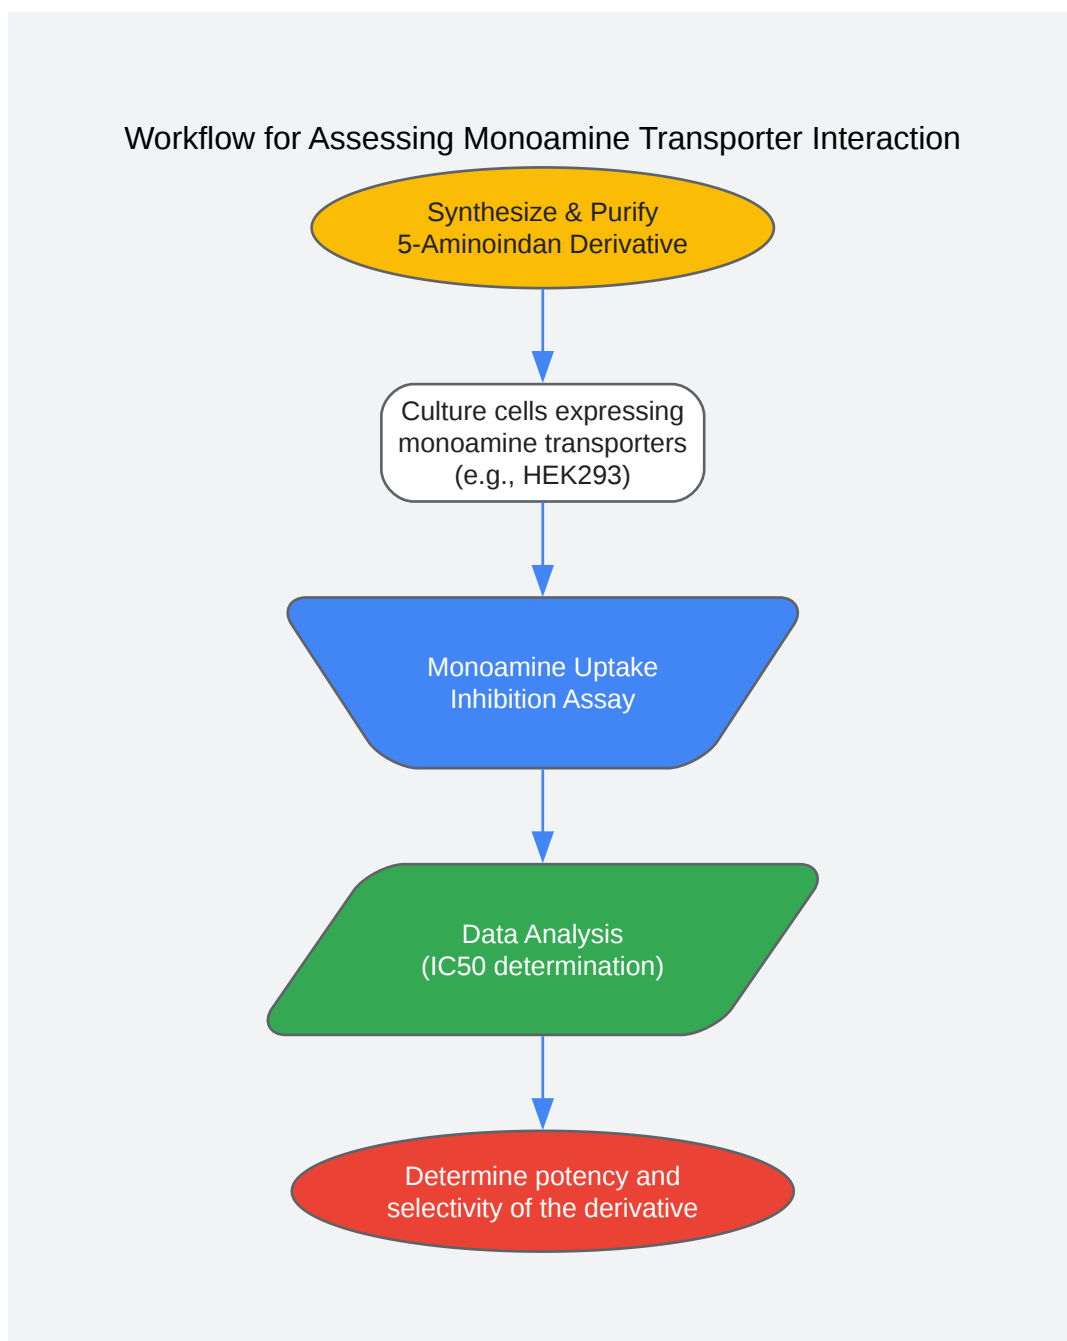 Workflow for Assessing Monoamine Transporter Interaction
Synthesize & Purify
5-Aminoindan Derivative
Culture cells expressing
monoamine transporters
(e.g., HEK293)
Monoamine Uptake
Inhibition Assay
Data Analysis
(IC50 determination)
Determine potency and
selectivity of the derivative